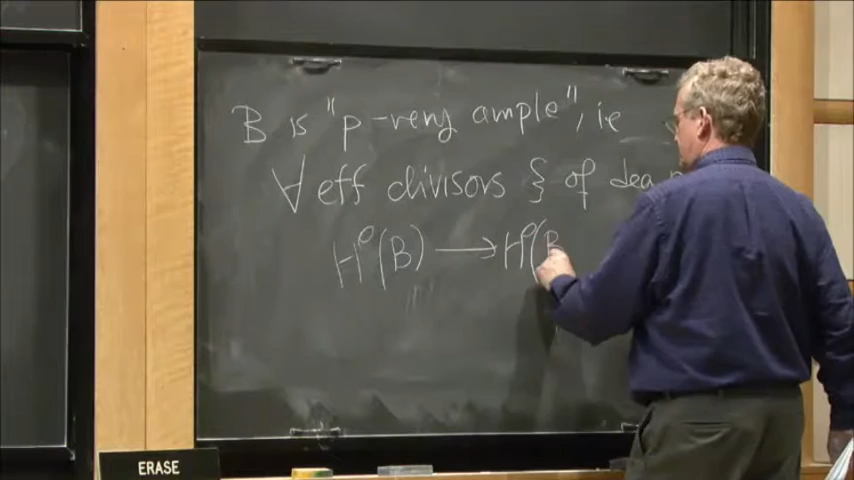 B is "p-very ample", ie
∀ eff divisors ξ of deg
H⁰(B) → H⁰(B
ERASE